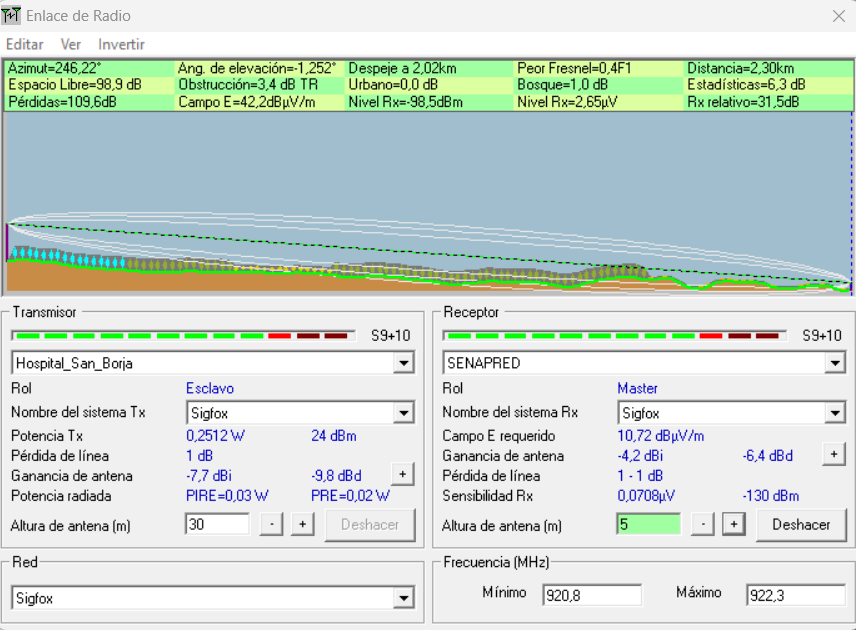 Enlace de Radio
Editar Ver Invertir
Azimut=246,22° Ang. de elevación=-1,252° Despeje a 2,02km Peor Fresnel=0,4F1 Distancia=2,30km
Espacio Libre=98,9 dB Obstrucción=3,4 dB TR Urbano=0,0 dB Bosque=1,0 dB Estadísticas=6,3 dB
Pérdidas=109,6dB Campo E=42,2dBµV/m Nivel Rx=-98,5dBm Nivel Rx=2,65µV Rx relativo=31,5dB
Transmisor
S9+10
Hospital_San_Borja
Rol Esclavo
Nombre del sistema Tx Sigfox
Potencia Tx 0,2512 W 24 dBm
Pérdida de línea 1 dB
Ganancia de antena -7,7 dBi -9,8 dBd +
Potencia radiada PIRE=0,03 W PRE=0,02 W
Altura de antena (m) 30 - + Deshacer
Receptor
S9+10
SENAPRED
Rol Master
Nombre del sistema Rx Sigfox
Campo E requerido 10,72 dBµV/m
Ganancia de antena -4,2 dBi -6,4 dBd +
Pérdida de línea 1 - 1 dB
Sensibilidad Rx 0,0708µV -130 dBm
Altura de antena (m) 5 - + Deshacer
Red
Sigfox
Frecuencia (MHz)
Mínimo 920,8 Máximo 922,3